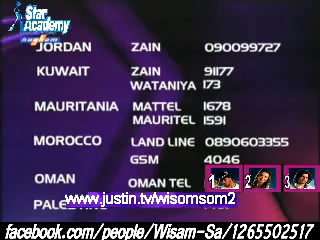 Star
Academy
JORDAN ZAIN 090099727
KUWAIT ZAIN 91177
WATANIYA 173
MAURITANIA MATTEL 1678
MAURITEL 1591
MOROCCO LAND LINE 0890603355
GSM 4046
OMAN OMAN TEL
1 2 3
www.justin.tv/wisomsom2
facebook.com/people/Wisam-Sa/1265502517